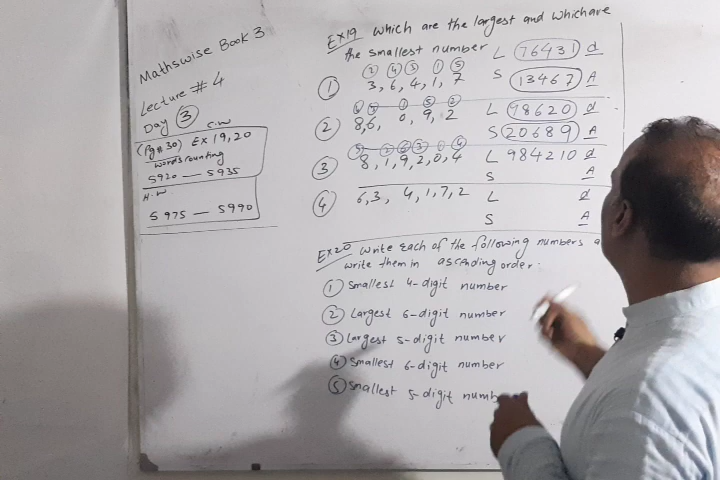 Mathswise Book 3
Lecture # 4
Day 3
C.W
(Pg # 30) Ex 19, 20
words counting
5920 — 5935
H.W
5975 — 5990
Ex 19 which are the largest and which are
the smallest number
① 3, 6, 4, 1, 7 L 76431 d
S 13467 A
② 8, 6, 0, 9, 2 L 98620 d
S 20689 A
③ 8, 1, 9, 2, 0, 4 L 984210 d
S A
④ 6, 3, 4, 1, 7, 2 L d
S A
Ex 20 write each of the following numbers a
write them in ascending order.
① smallest 4-digit number
② Largest 6-digit number
③ Largest 5-digit number
④ Smallest 6-digit number
⑤ Smallest 5-digit numb